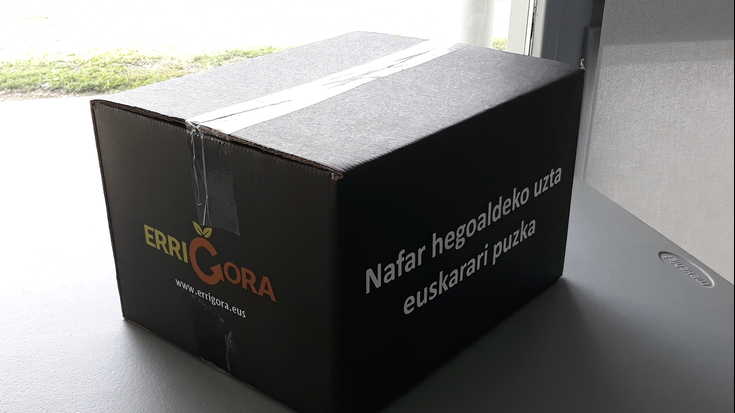 ERRIGORA
www.errigora.eus
Nafar hegoaldeko uzta
euskarari puzka